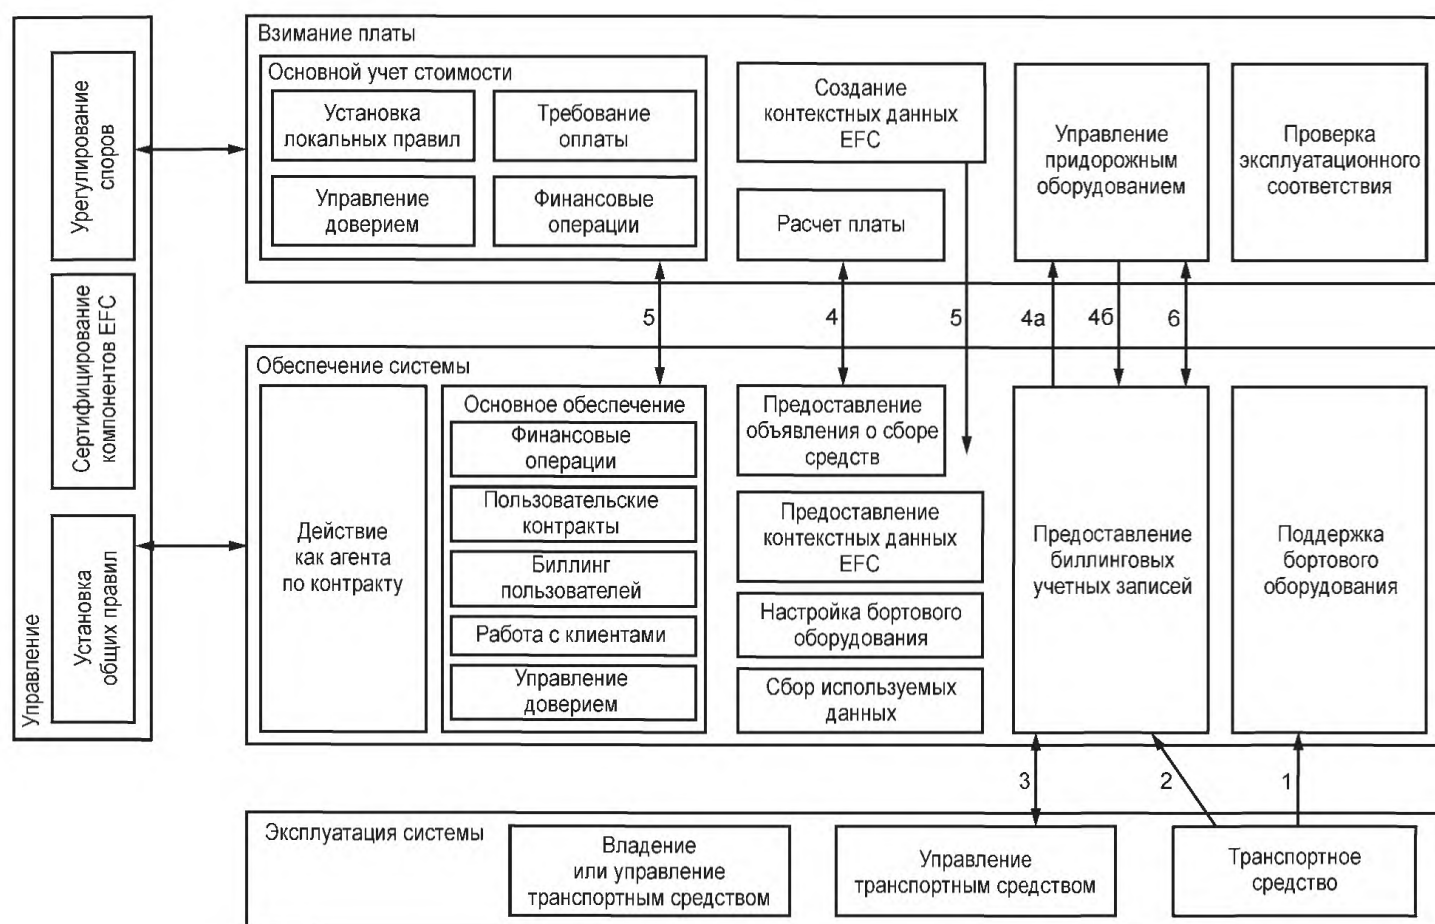 Управление
Урегулирование
споров
Сертифицирование
компонентов EFC
Установка
общих правил
Взимание платы
Основной учет стоимости
Установка
локальных правил
Требование
оплаты
Управление
доверием
Финансовые
операции
Создание
контекстных данных
EFC
Расчет платы
Управление
придорожным
оборудованием
Проверка
эксплуатационного
соответствия
5
4
5
4а
4б
6
Обеспечение системы
Действие
как агента
по контракту
Основное обеспечение
Финансовые
операции
Пользовательские
контракты
Биллинг
пользователей
Работа с клиентами
Управление
доверием
Предоставление
объявления о сборе
средств
Предоставление
контекстных данных
EFC
Настройка бортового
оборудования
Сбор используемых
данных
Предоставление
биллинговых
учетных записей
Поддержка
бортового
оборудования
3
2
1
Эксплуатация системы
Владение
или управление
транспортным средством
Управление
транспортным средством
Транспортное
средство